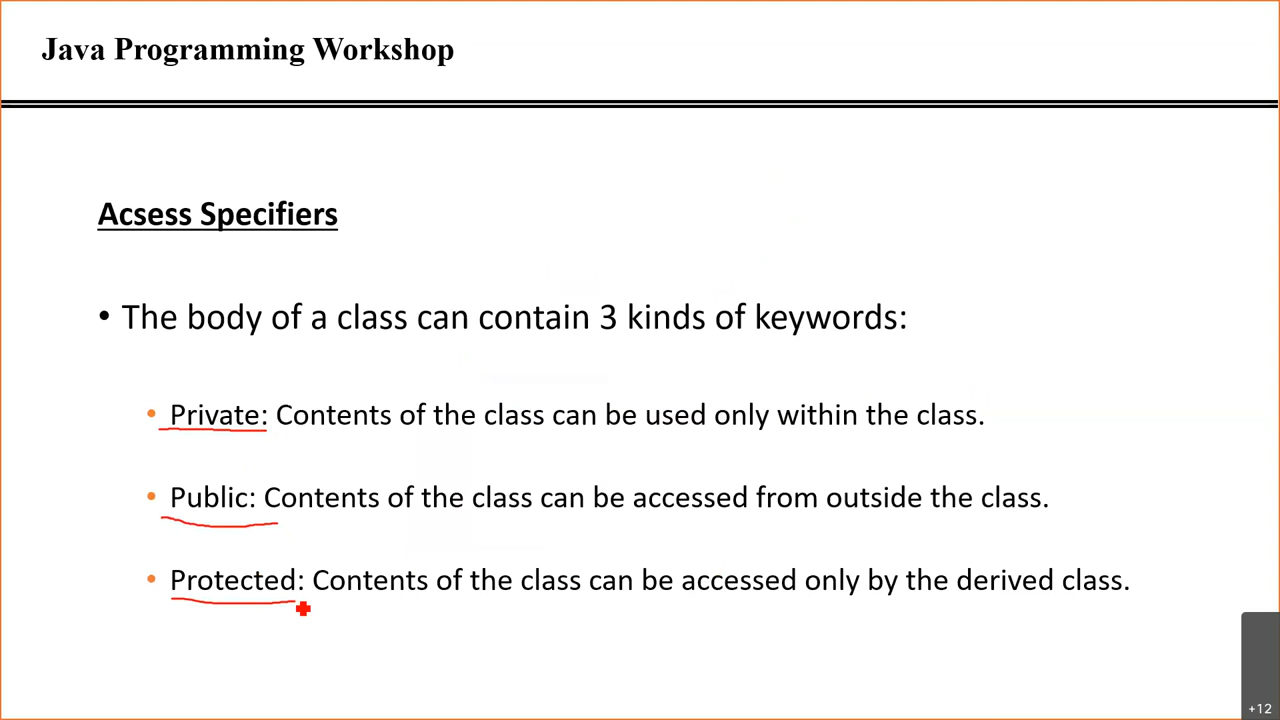 Java Programming Workshop
Acsess Specifiers
• The body of a class can contain 3 kinds of keywords:
• Private: Contents of the class can be used only within the class.
• Public: Contents of the class can be accessed from outside the class.
• Protected: Contents of the class can be accessed only by the derived class.
+12